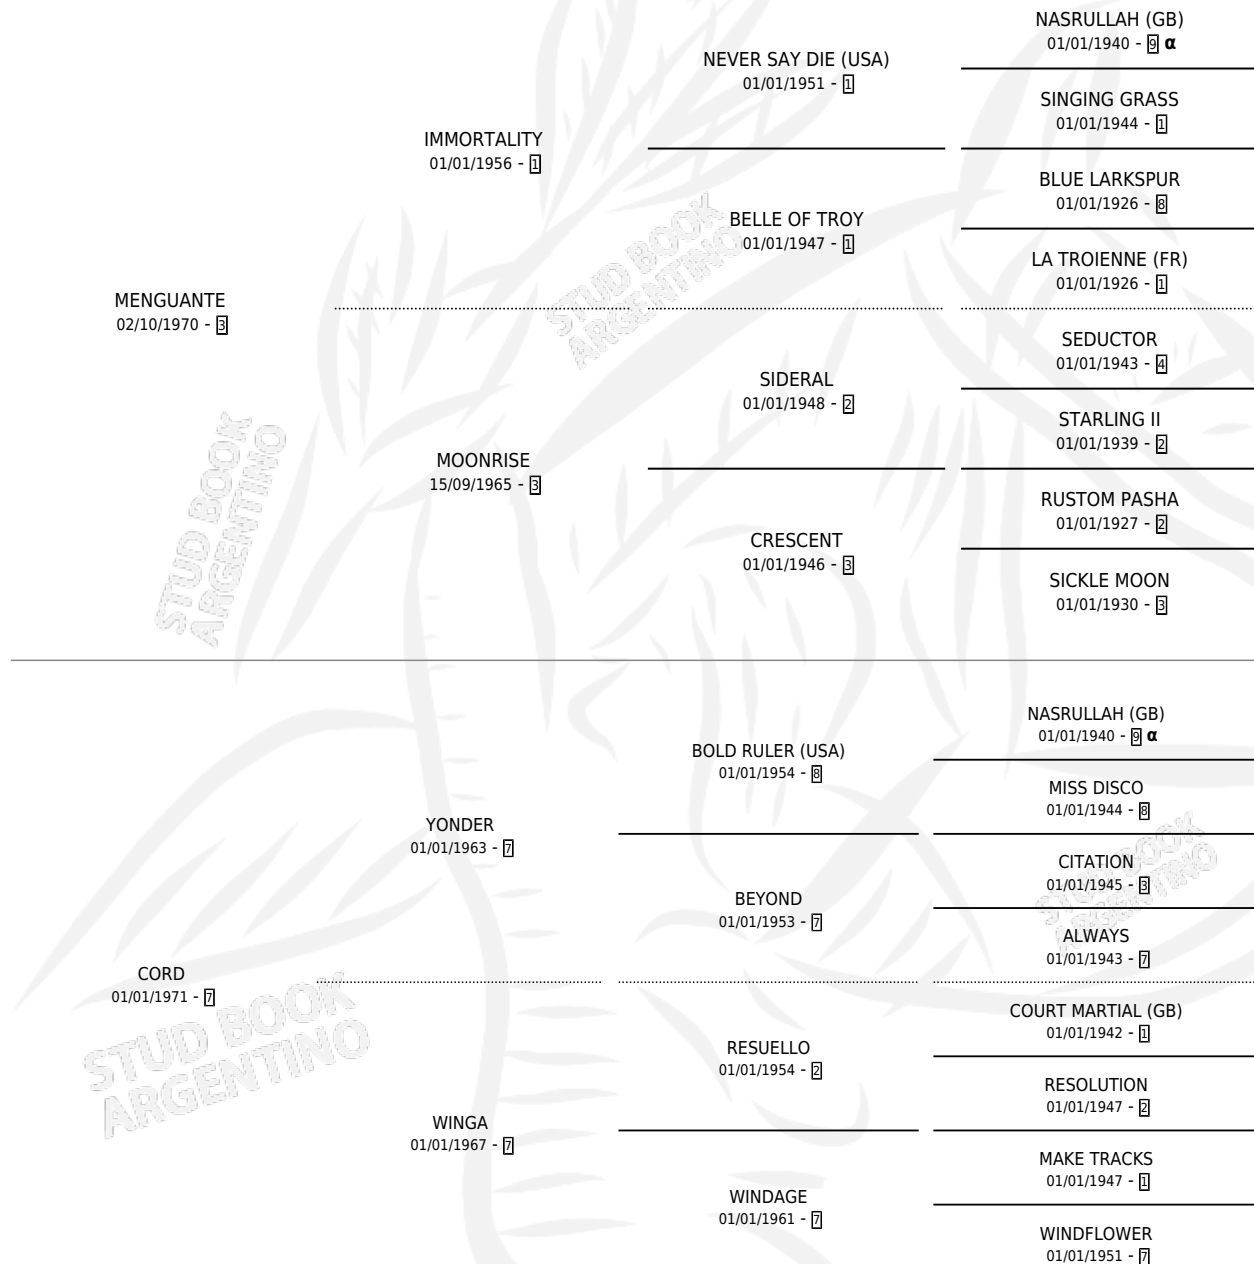 NASRULLAH (GB)
01/01/1940 - 9 α
NEVER SAY DIE (USA)
01/01/1951 - 1
SINGING GRASS
01/01/1944 - 1
IMMORTALITY
01/01/1956 - 1
BLUE LARKSPUR
01/01/1926 - 8
BELLE OF TROY
01/01/1947 - 1
LA TROIENNE (FR)
01/01/1926 - 1
MENGUANTE
02/10/1970 - 3
STUD BOOK
ARGENTINO
SEDUCTOR
01/01/1943 - 4
SIDERAL
01/01/1948 - 2
STARLING II
01/01/1939 - 2
MOONRISE
15/09/1965 - 3
RUSTOM PASHA
01/01/1927 - 2
CRESCENT
01/01/1946 - 3
SICKLE MOON
01/01/1930 - 3
STUD BOOK
ARGENTINO
NASRULLAH (GB)
01/01/1940 - 9 α
BOLD RULER (USA)
01/01/1954 - 8
MISS DISCO
01/01/1944 - 8
YONDER
01/01/1963 - 7
CITATION
01/01/1945 - 3
BEYOND
01/01/1953 - 7
ALWAYS
01/01/1943 - 7
STUD BOOK
ARGENTINO
CORD
01/01/1971 - 7
STUD BOOK
ARGENTINO
COURT MARTIAL (GB)
01/01/1942 - 1
RESUELLO
01/01/1954 - 2
RESOLUTION
01/01/1947 - 2
WINGA
01/01/1967 - 7
MAKE TRACKS
01/01/1947 - 1
WINDAGE
01/01/1961 - 7
WINDFLOWER
01/01/1951 - 7